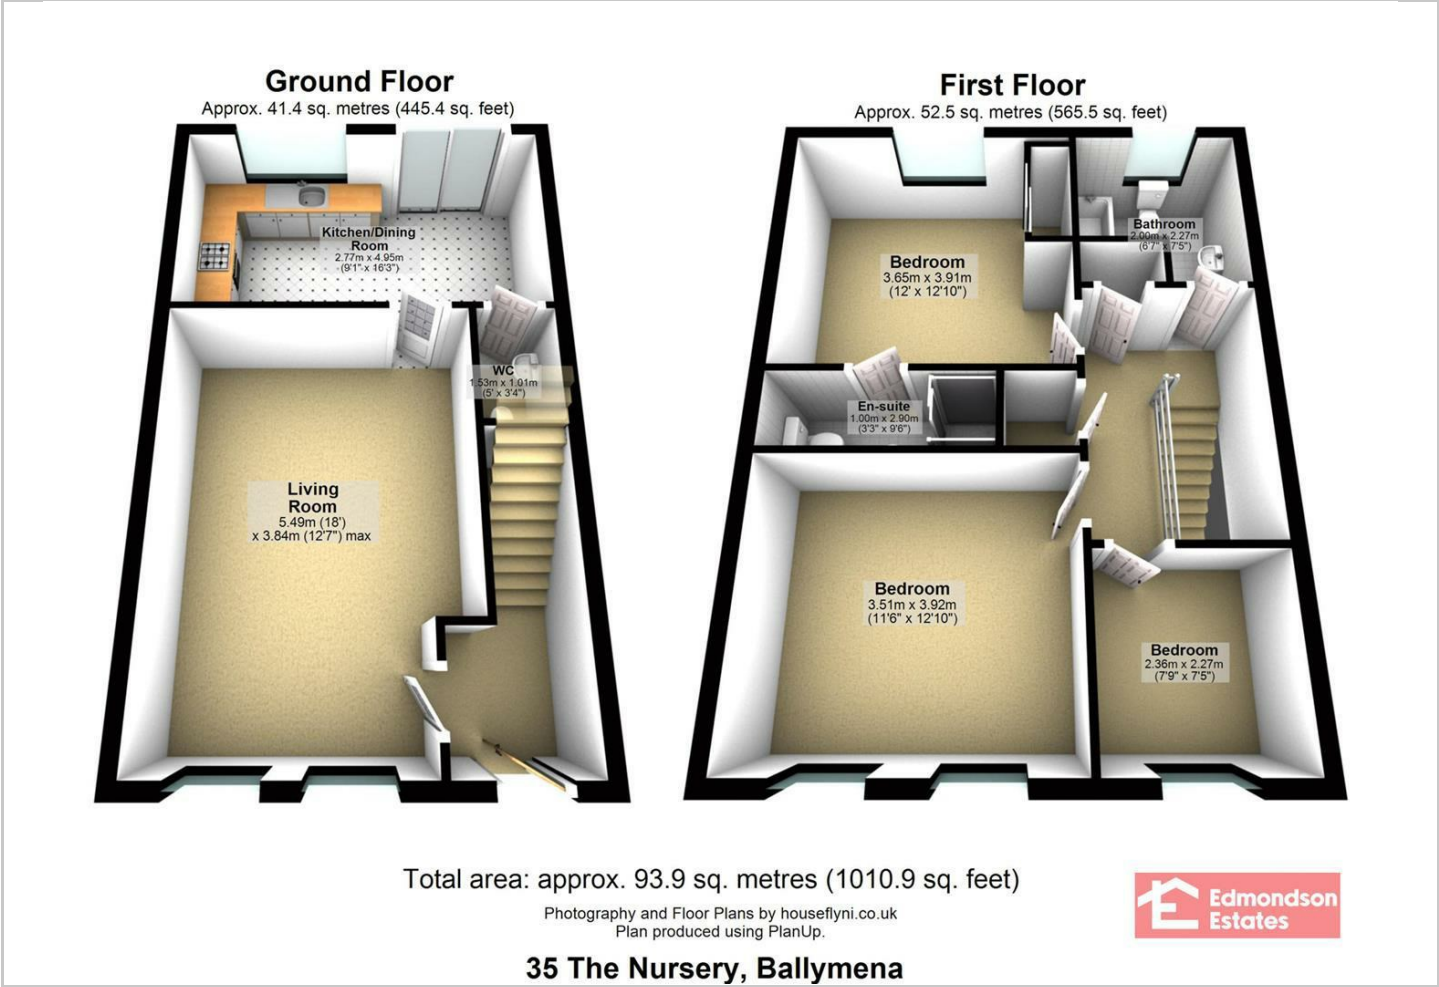 Ground Floor
Approx. 41.4 sq. metres (445.4 sq. feet)
Kitchen/Dining
Room
2.77m x 4.95m
(9'1" x 16'3")
WC
1.53m x 1.01m
(5' x 3'4")
Living
Room
5.49m (18')
x 3.84m (12'7") max
First Floor
Approx. 52.5 sq. metres (565.5 sq. feet)
Bathroom
2.00m x 2.27m
(6'7" x 7'5")
Bedroom
3.65m x 3.91m
(12' x 12'10")
En-suite
1.00m x 2.90m
(3'3" x 9'6")
Bedroom
3.51m x 3.92m
(11'6" x 12'10")
Bedroom
2.36m x 2.27m
(7'9" x 7'5")
Total area: approx. 93.9 sq. metres (1010.9 sq. feet)
Photography and Floor Plans by houseflyni.co.uk
Plan produced using PlanUp.
35 The Nursery, Ballymena
Edmondson
Estates